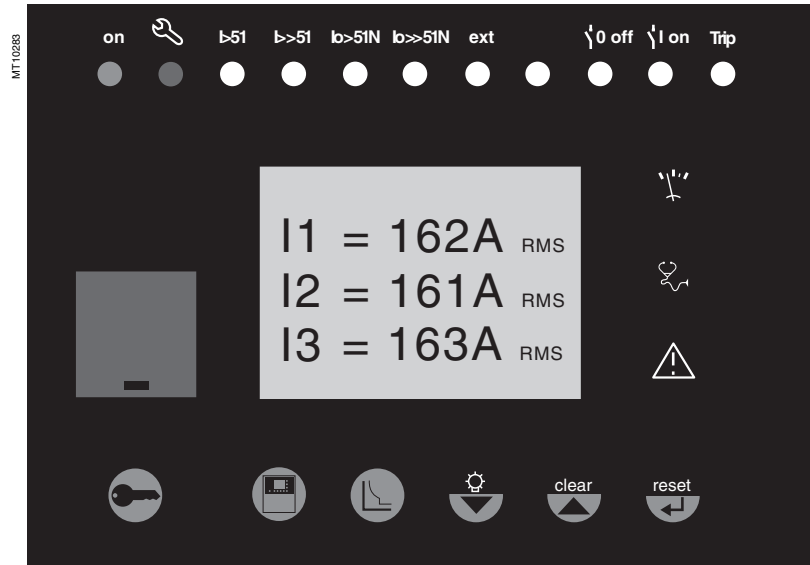 MT10283
on I>51 I>>51 Io>51N Io>>51N ext 0 off I on Trip
I1 = 162A RMS
I2 = 161A RMS
I3 = 163A RMS
clear reset